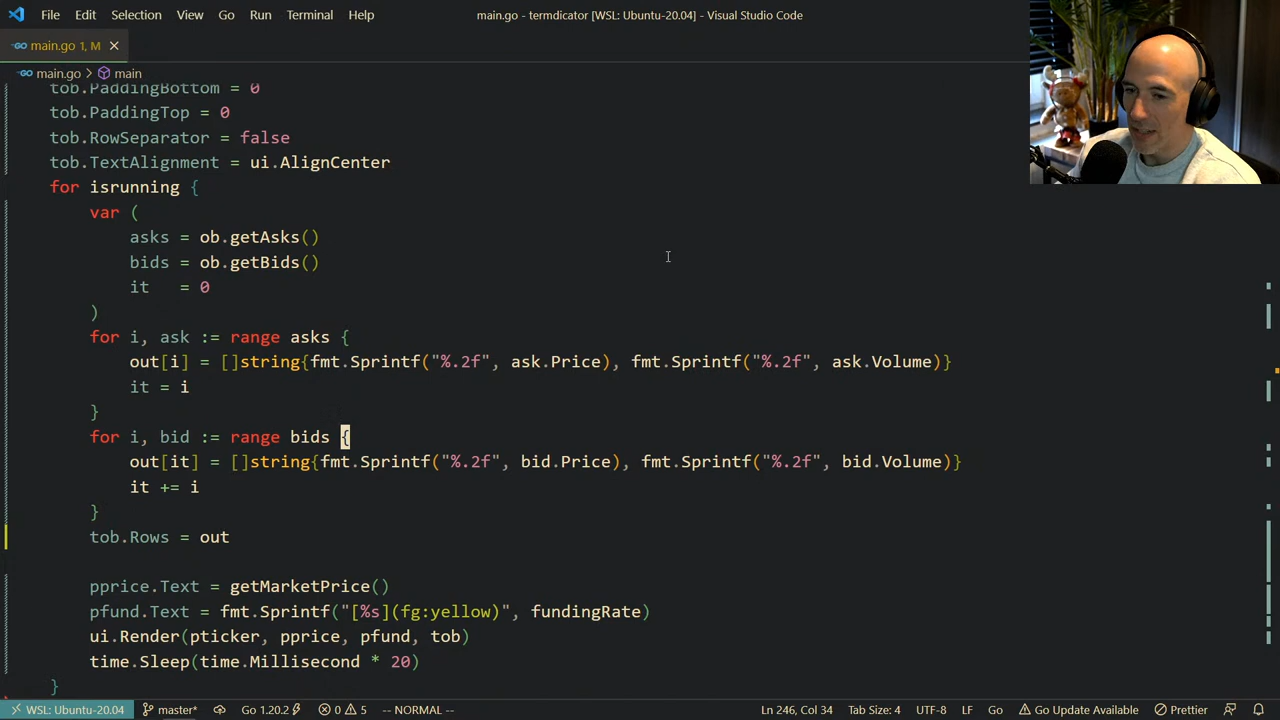 File Edit Selection View Go Run Terminal Help main.go - termdicator [WSL: Ubuntu-20.04] - Visual Studio Code
main.go 1, M
main.go > main
tob.PaddingBottom = 0
tob.PaddingTop = 0
tob.RowSeparator = false
tob.TextAlignment = ui.AlignCenter
for isrunning {
var (
asks = ob.getAsks()
bids = ob.getBids()
it = 0
)
for i, ask := range asks {
out[i] = []string{fmt.Sprintf("%.2f", ask.Price), fmt.Sprintf("%.2f", ask.Volume)}
it = i
}
for i, bid := range bids {
out[it] = []string{fmt.Sprintf("%.2f", bid.Price), fmt.Sprintf("%.2f", bid.Volume)}
it += i
}
tob.Rows = out
pprice.Text = getMarketPrice()
pfund.Text = fmt.Sprintf("[%s](fg:yellow)", fundingRate)
ui.Render(pticker, pprice, pfund, tob)
time.Sleep(time.Millisecond * 20)
}
WSL: Ubuntu-20.04 master* Go 1.20.2 0 5 -- NORMAL -- Ln 246, Col 34 Tab Size: 4 UTF-8 LF Go Go Update Available Prettier